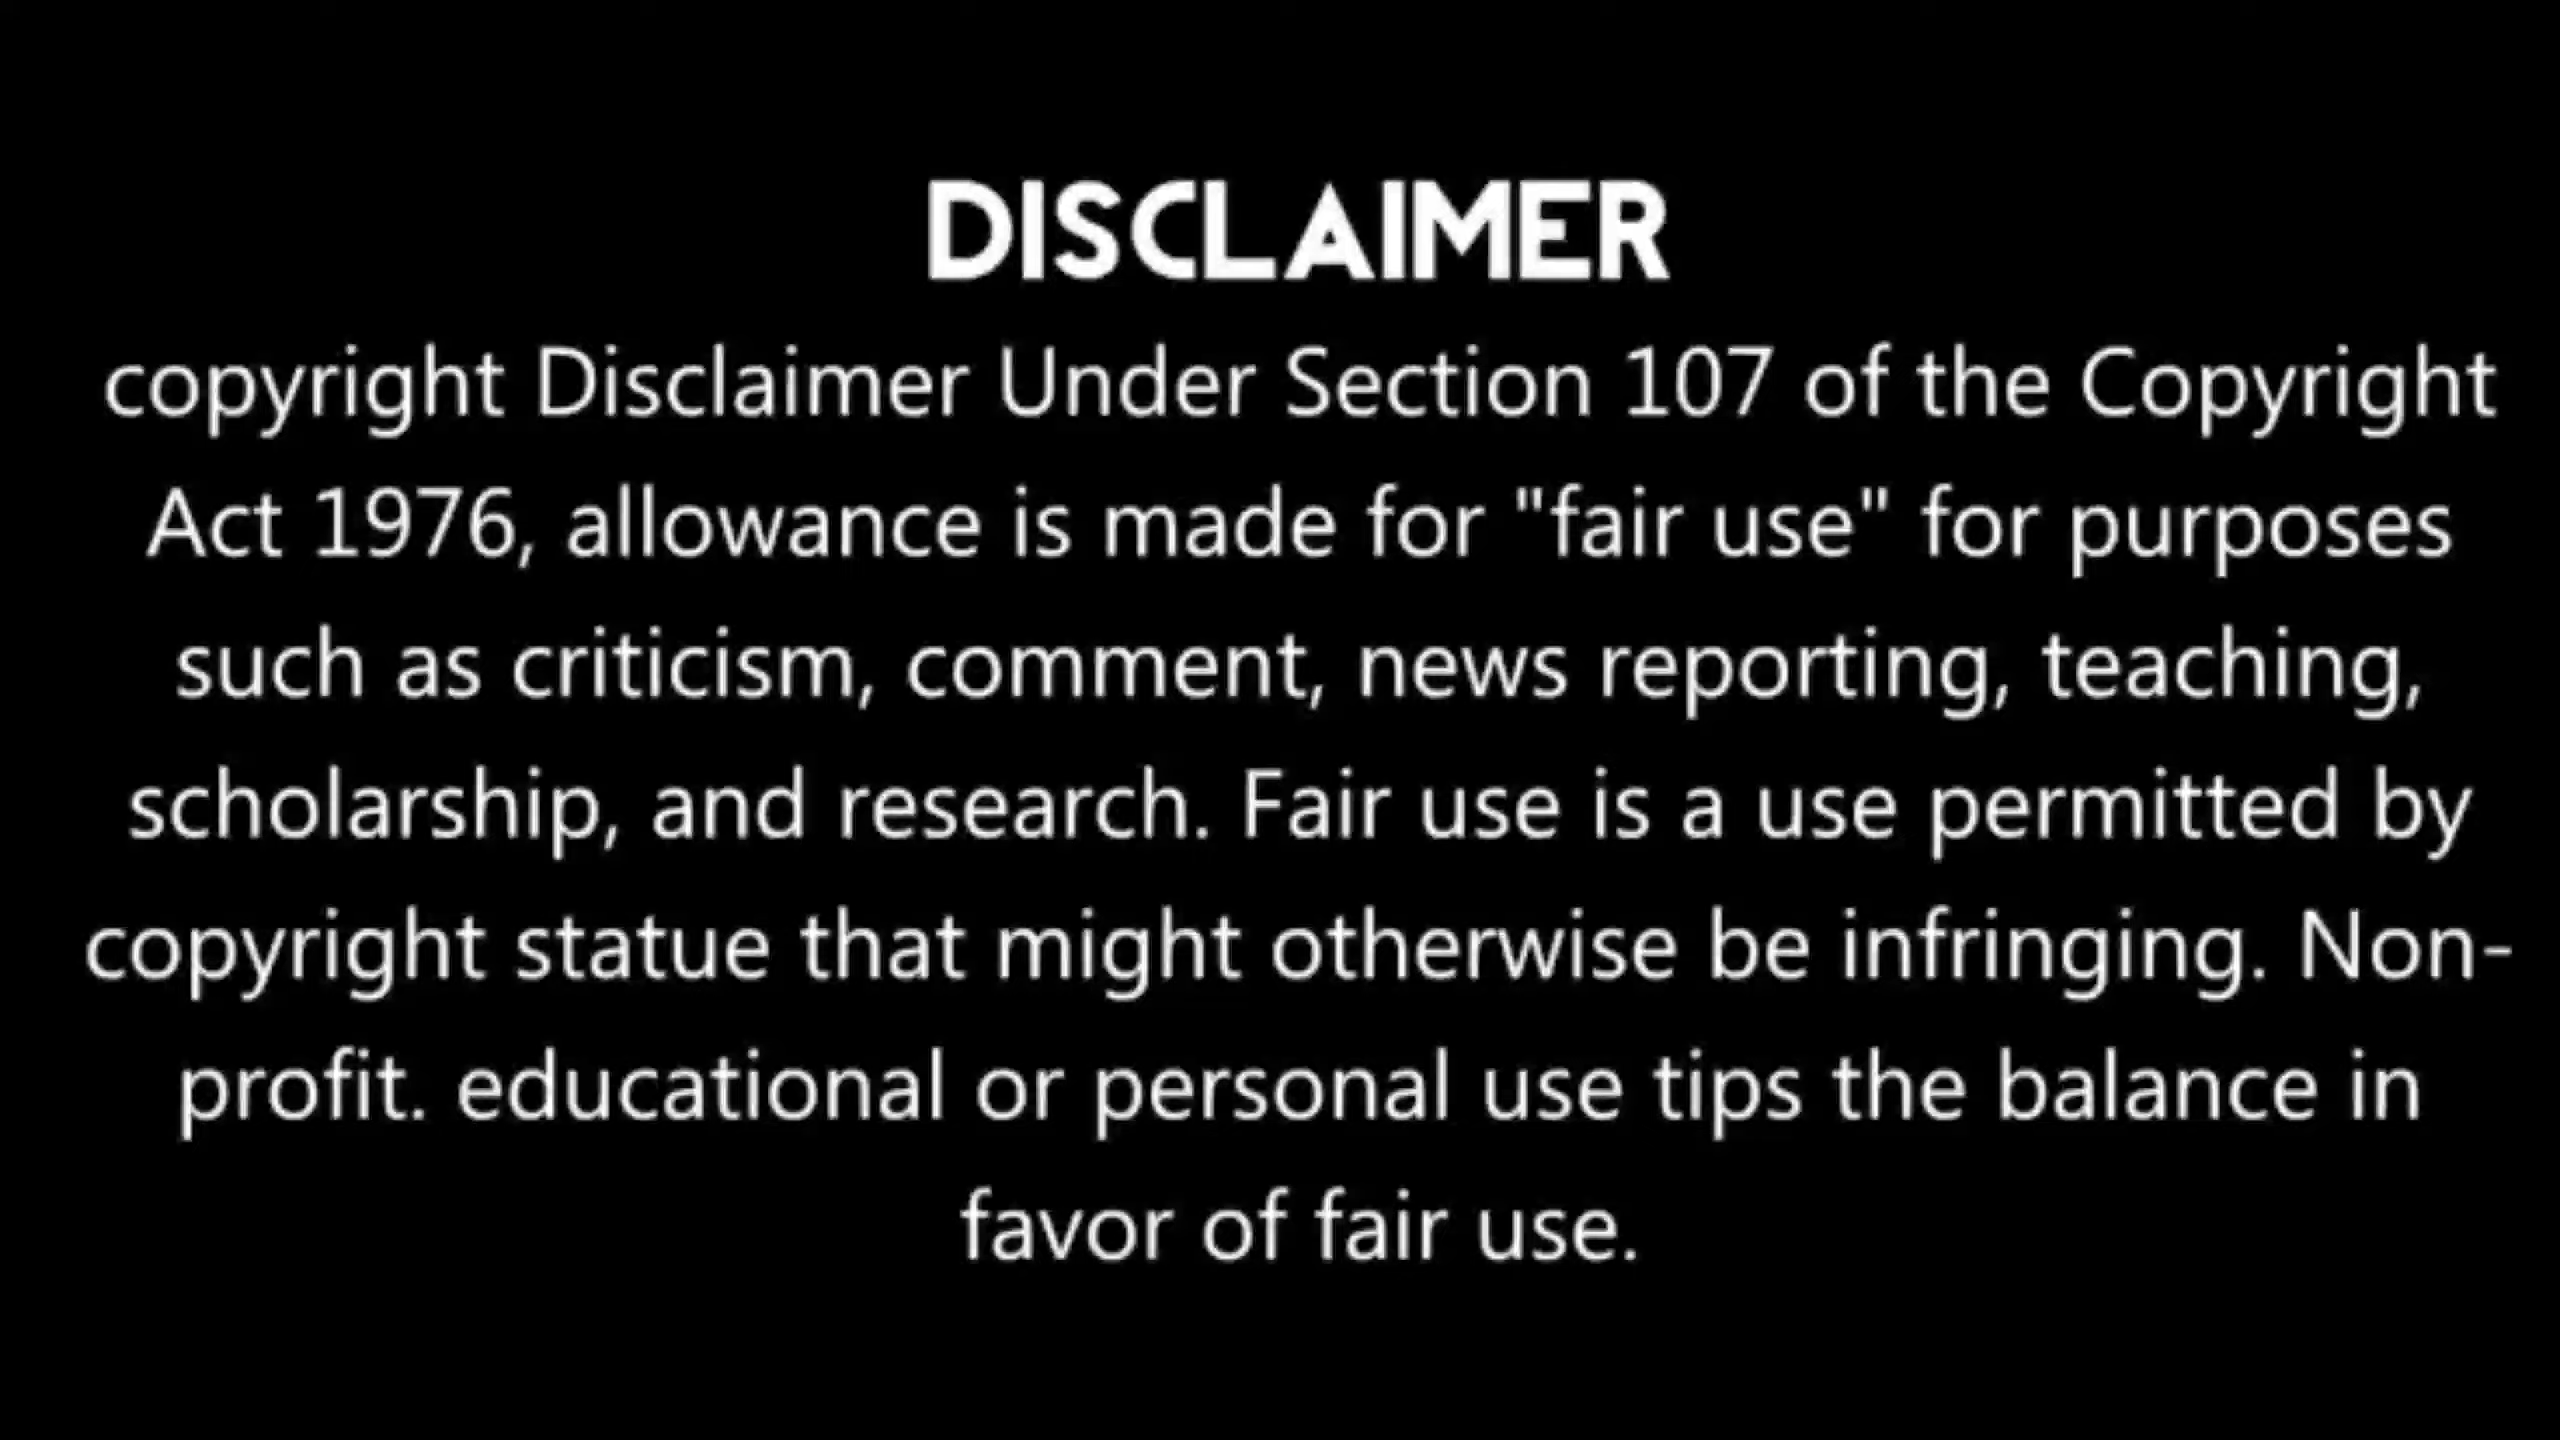 DISCLAIMER
copyright Disclaimer Under Section 107 of the Copyright
Act 1976, allowance is made for "fair use" for purposes
such as criticism, comment, news reporting, teaching,
scholarship, and research. Fair use is a use permitted by
copyright statue that might otherwise be infringing. Non-
profit. educational or personal use tips the balance in
favor of fair use.